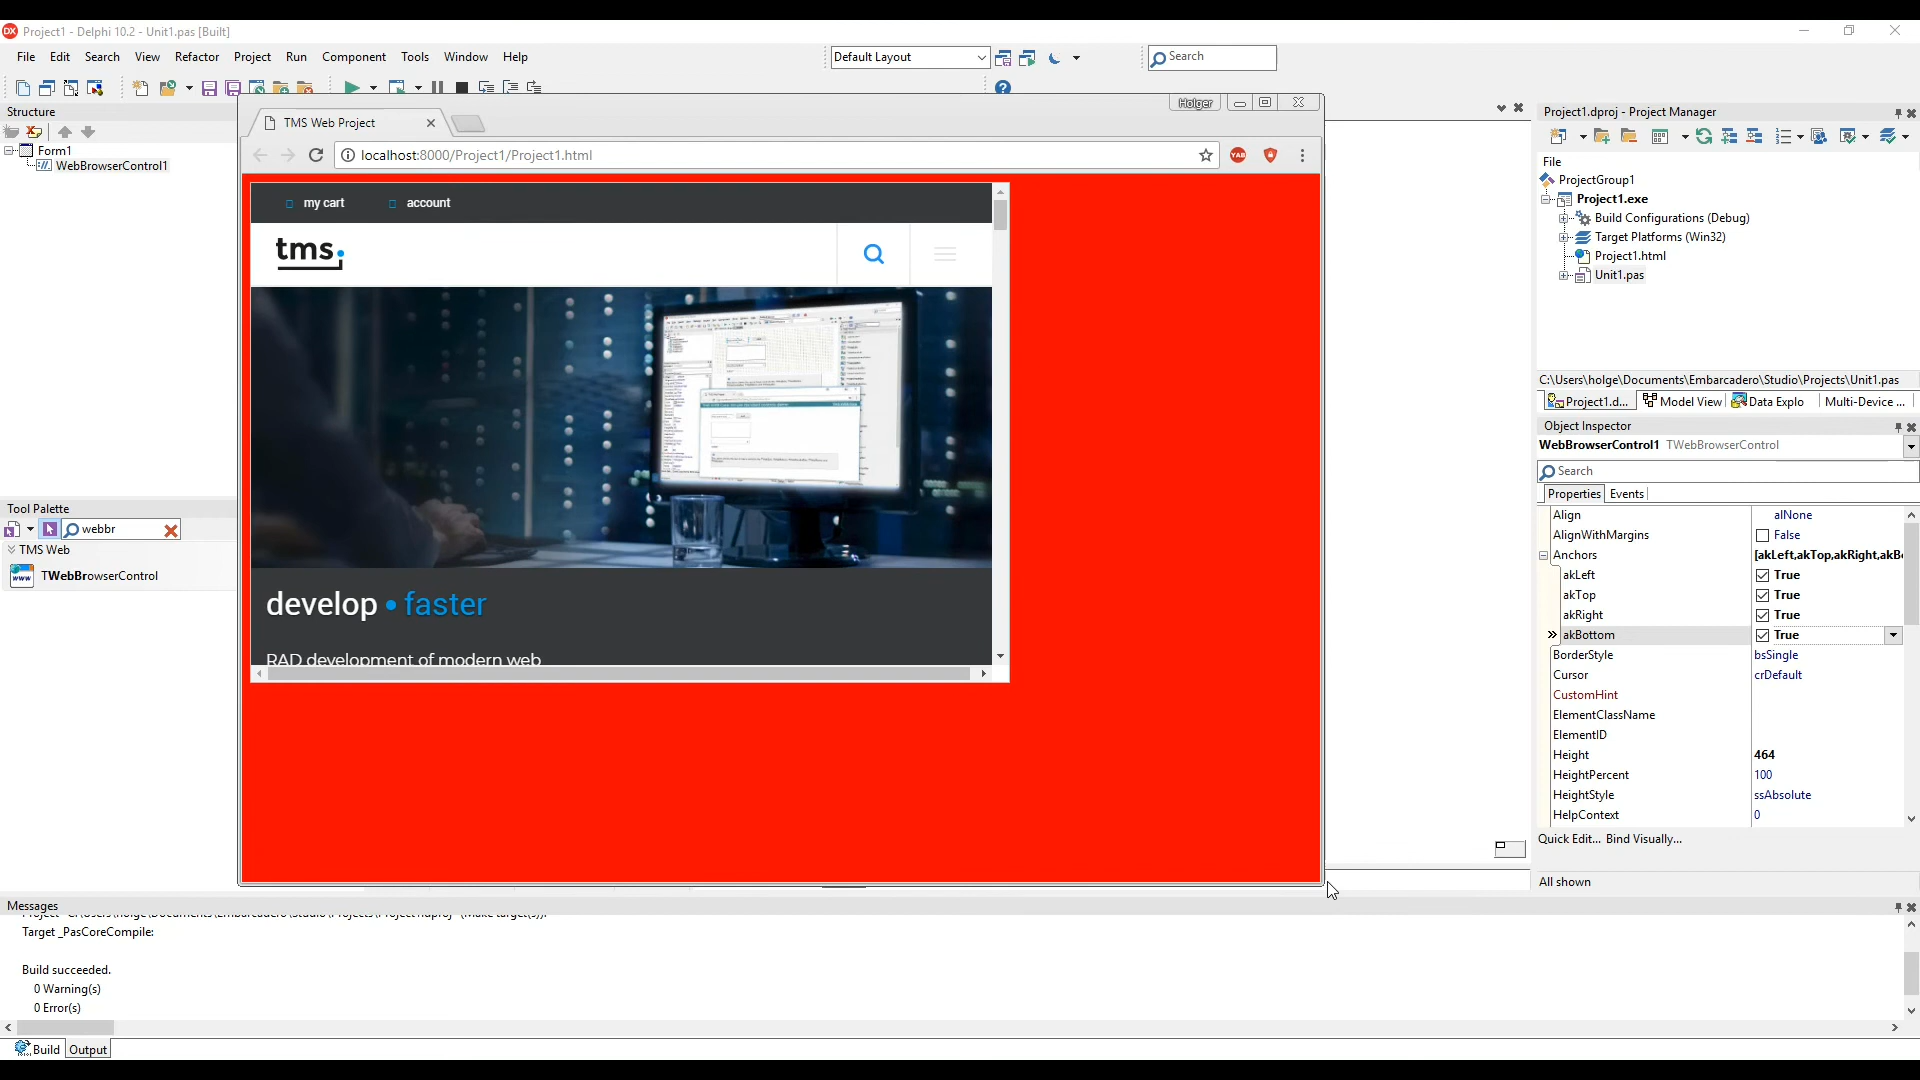 Project1 - Delphi 10.2 - Unit1.pas [Built]
File Edit Search View Refactor Project Run Component Tools Window Help
Default Layout
Search
Structure
Form1
WebBrowserControl1
Tool Palette
webbr
TMS Web
TWebBrowserControl
Holger
TMS Web Project
localhost:8000/Project1/Project1.html
my cart account
tms.
develop • faster
RAD development of modern web
Project1.dproj - Project Manager
File
ProjectGroup1
Project1.exe
Build Configurations (Debug)
Target Platforms (Win32)
Project1.html
Unit1.pas
C:\Users\holge\Documents\Embarcadero\Studio\Projects\Unit1.pas
Project1.d... Model View Data Explo Multi-Device ...
Object Inspector
WebBrowserControl1 TWebBrowserControl
Search
Properties Events
Align alNone
AlignWithMargins False
Anchors [akLeft,akTop,akRight,akB
akLeft True
akTop True
akRight True
akBottom True
BorderStyle bsSingle
Cursor crDefault
CustomHint
ElementClassName
ElementID
Height 464
HeightPercent 100
HeightStyle ssAbsolute
HelpContext 0
Quick Edit... Bind Visually...
All shown
Messages
Target _PasCoreCompile:
Build succeeded.
0 Warning(s)
0 Error(s)
Build Output